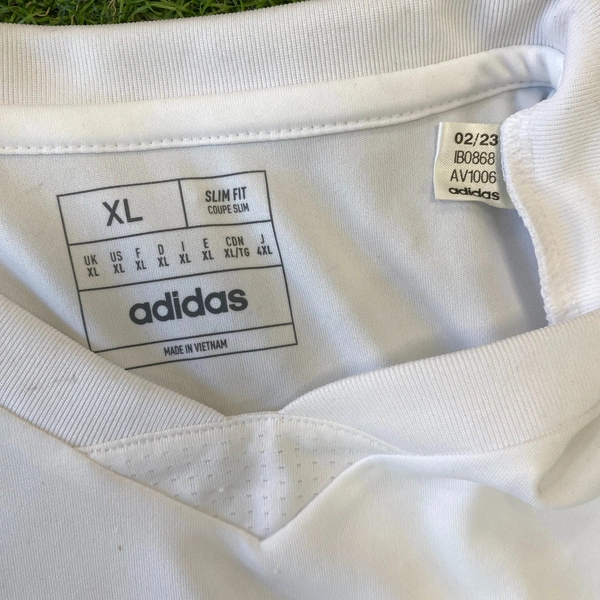 XL
SLIM FIT
COUPE SLIM
UK US F D I E CDN J
XL XL XL XL XL XL XL/TG 4XL
adidas
MADE IN VIETNAM
02/23
IB0868
AV1006
adidas